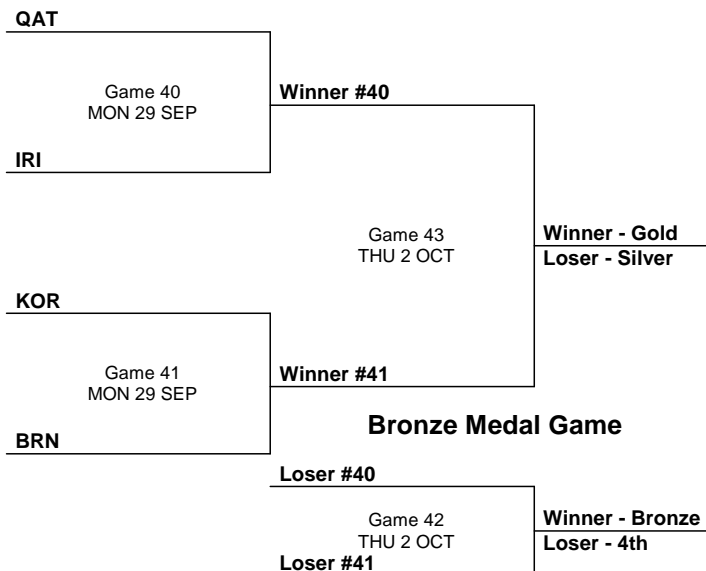 QAT
Game 40
MON 29 SEP
Winner #40
IRI
Game 43
THU 2 OCT
Winner - Gold
Loser - Silver
KOR
Game 41
MON 29 SEP
Winner #41
BRN
Bronze Medal Game
Loser #40
Game 42
THU 2 OCT
Winner - Bronze
Loser - 4th
Loser #41